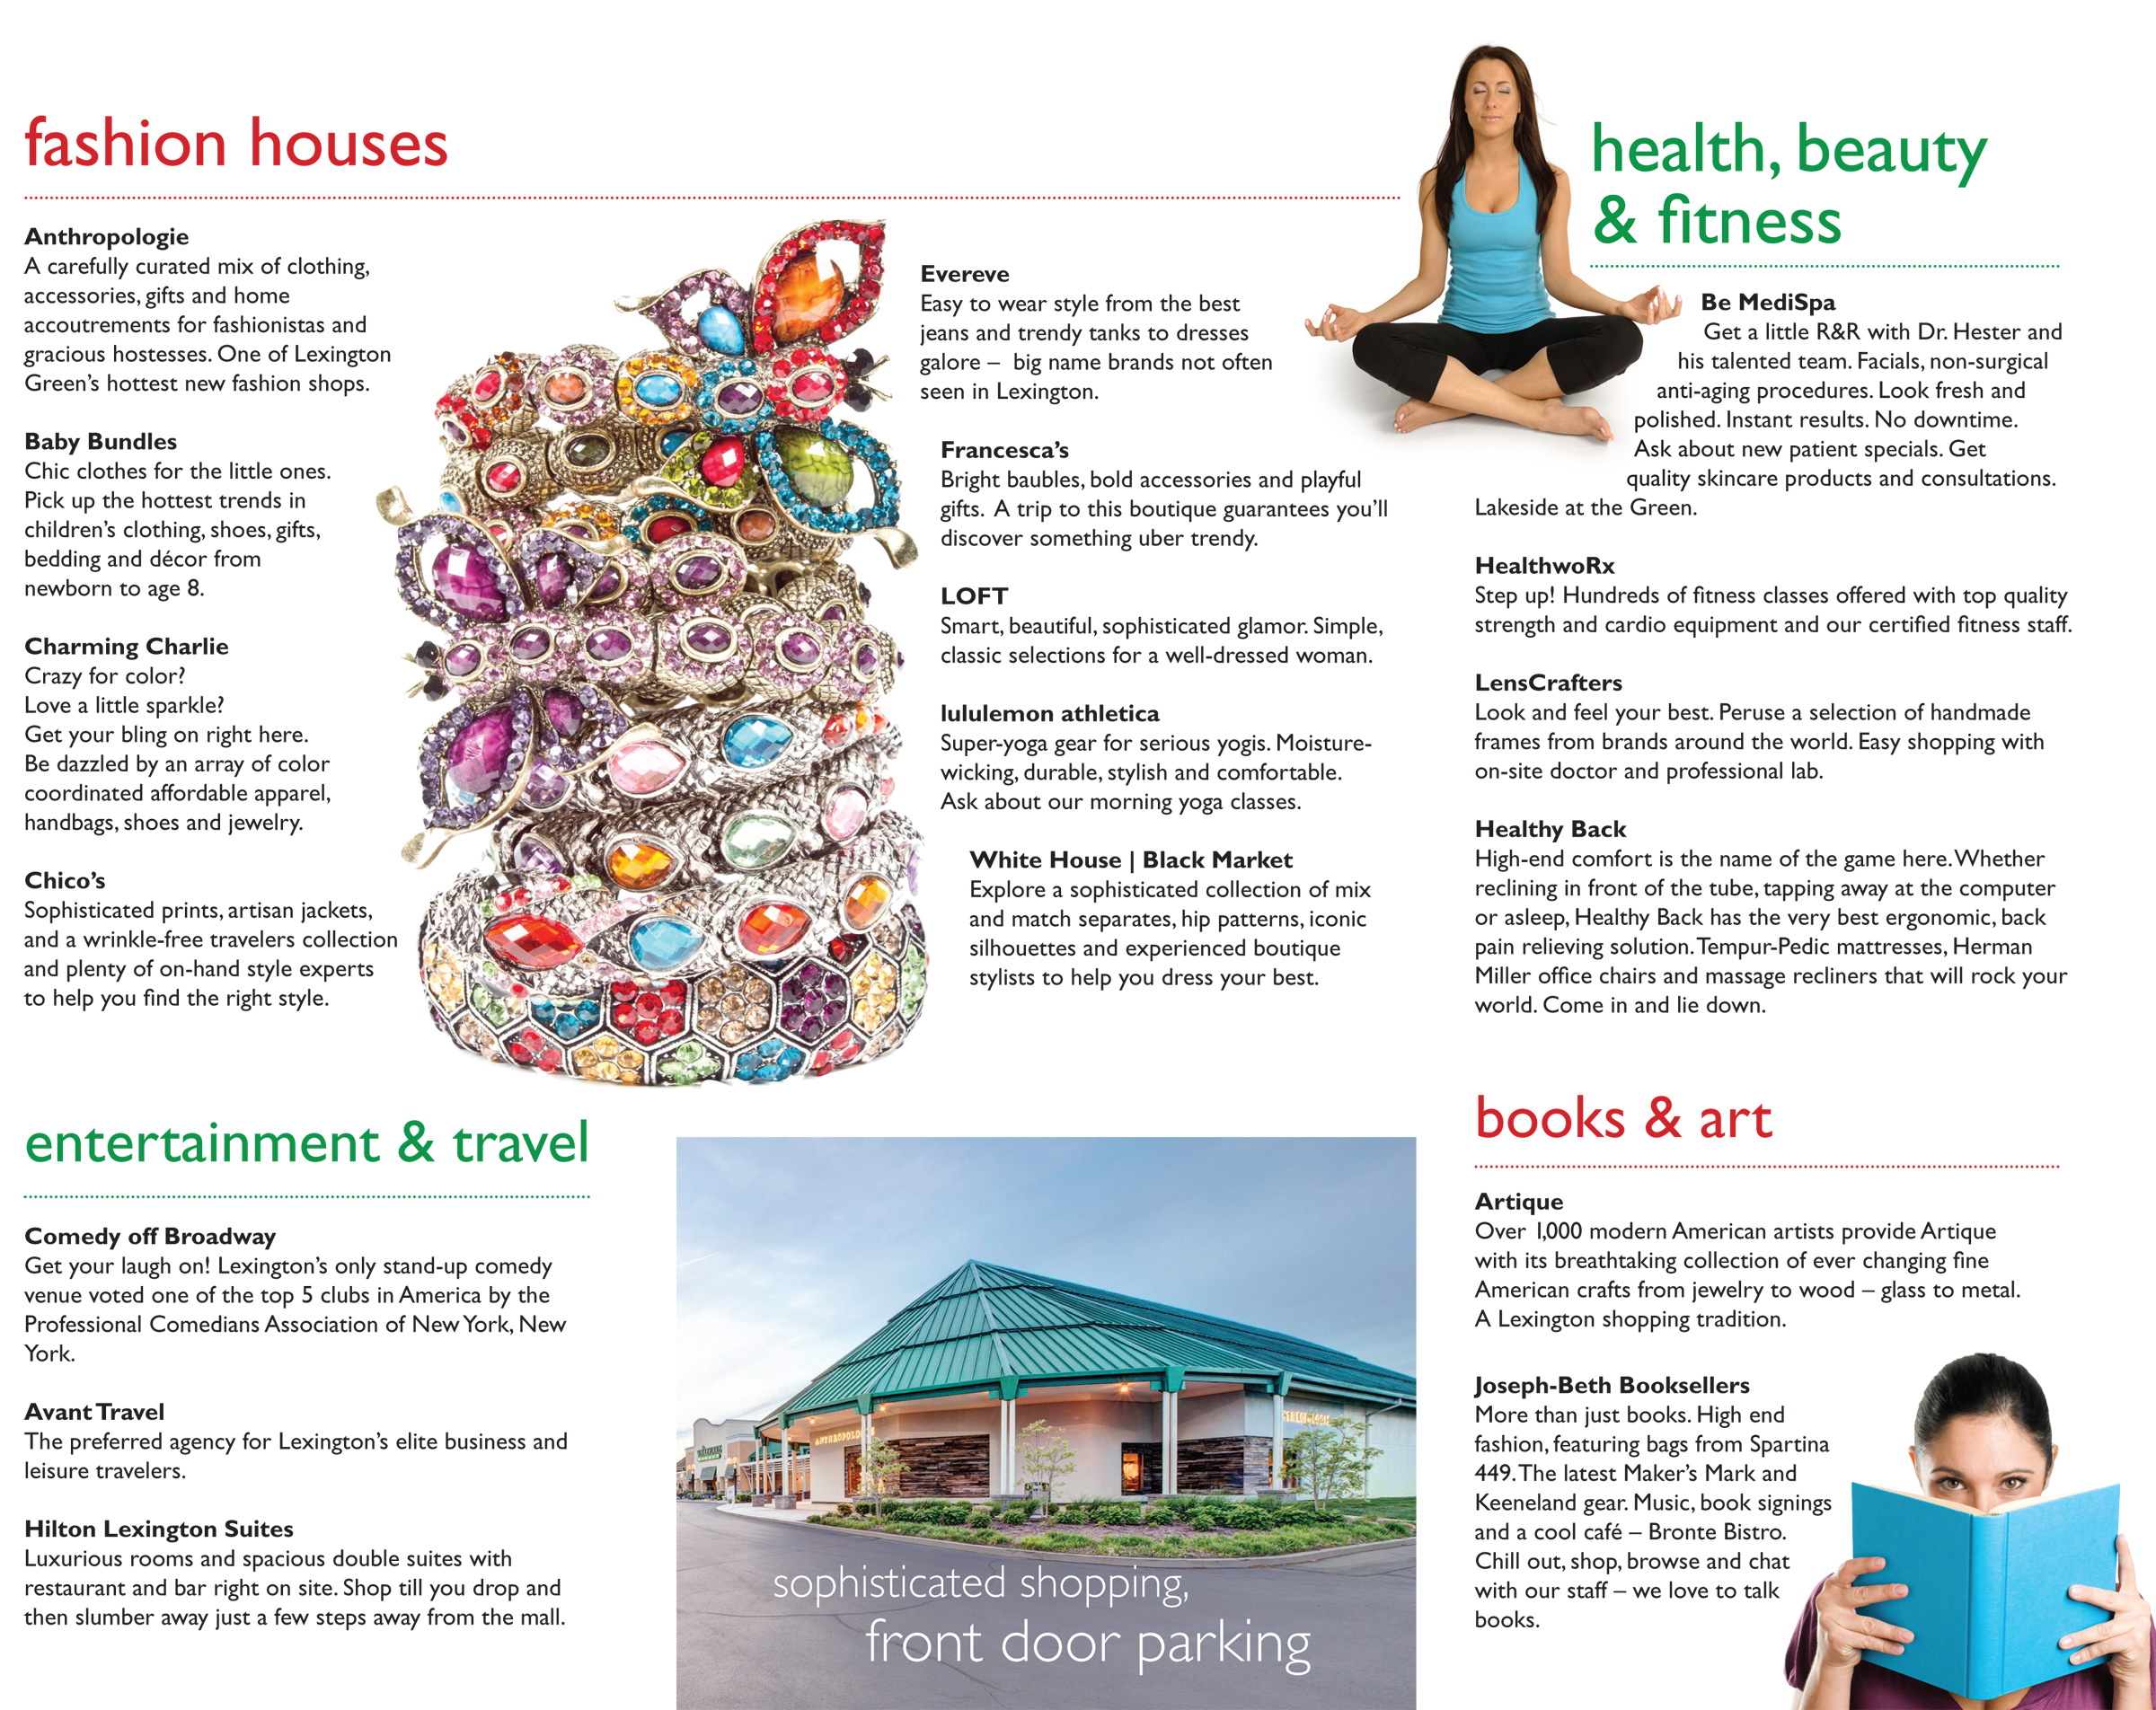 fashion houses
Anthropologie
A carefully curated mix of clothing,
accessories, gifts and home
accoutrements for fashionistas and
gracious hostesses. One of Lexington
Green's hottest new fashion shops.
Baby Bundles
Chic clothes for the little ones.
Pick up the hottest trends in
children's clothing, shoes, gifts,
bedding and décor from
newborn to age 8.
Charming Charlie
Crazy for color?
Love a little sparkle?
Get your bling on right here.
Be dazzled by an array of color
coordinated affordable apparel,
handbags, shoes and jewelry.
Chico's
Sophisticated prints, artisan jackets,
and a wrinkle-free travelers collection
and plenty of on-hand style experts
to help you find the right style.
Evereve
Easy to wear style from the best
jeans and trendy tanks to dresses
galore – big name brands not often
seen in Lexington.
Francesca's
Bright baubles, bold accessories and playful
gifts. A trip to this boutique guarantees you'll
discover something uber trendy.
LOFT
Smart, beautiful, sophisticated glamor. Simple,
classic selections for a well-dressed woman.
lululemon athletica
Super-yoga gear for serious yogis. Moisture-
wicking, durable, stylish and comfortable.
Ask about our morning yoga classes.
White House | Black Market
Explore a sophisticated collection of mix
and match separates, hip patterns, iconic
silhouettes and experienced boutique
stylists to help you dress your best.
health, beauty
& fitness
Be MediSpa
Get a little R&R with Dr. Hester and
his talented team. Facials, non-surgical
anti-aging procedures. Look fresh and
polished. Instant results. No downtime.
Ask about new patient specials. Get
quality skincare products and consultations.
Lakeside at the Green.
HealthwoRx
Step up! Hundreds of fitness classes offered with top quality
strength and cardio equipment and our certified fitness staff.
LensCrafters
Look and feel your best. Peruse a selection of handmade
frames from brands around the world. Easy shopping with
on-site doctor and professional lab.
Healthy Back
High-end comfort is the name of the game here. Whether
reclining in front of the tube, tapping away at the computer
or asleep, Healthy Back has the very best ergonomic, back
pain relieving solution. Tempur-Pedic mattresses, Herman
Miller office chairs and massage recliners that will rock your
world. Come in and lie down.
entertainment & travel
Comedy off Broadway
Get your laugh on! Lexington's only stand-up comedy
venue voted one of the top 5 clubs in America by the
Professional Comedians Association of New York, New
York.
Avant Travel
The preferred agency for Lexington's elite business and
leisure travelers.
Hilton Lexington Suites
Luxurious rooms and spacious double suites with
restaurant and bar right on site. Shop till you drop and
then slumber away just a few steps away from the mall.
ANTHROPOLOGIE
sophisticated shopping,
front door parking
books & art
Artique
Over 1,000 modern American artists provide Artique
with its breathtaking collection of ever changing fine
American crafts from jewelry to wood – glass to metal.
A Lexington shopping tradition.
Joseph-Beth Booksellers
More than just books. High end
fashion, featuring bags from Spartina
449. The latest Maker's Mark and
Keeneland gear. Music, book signings
and a cool café – Bronte Bistro.
Chill out, shop, browse and chat
with our staff – we love to talk
books.